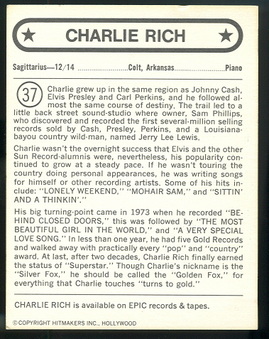 CHARLIE RICH
Sagittarius—12/14 Colt, Arkansas Piano
37 Charlie grew up in the same region as Johnny Cash,
Elvis Presley and Carl Perkins, and he followed al-
most the same course of destiny. The trail led to a
little back street sound-studio where owner, Sam Phillips,
who discovered and recorded the first several-million selling
records sold by Cash, Presley, Perkins, and a Louisiana-
bayou country wild-man, named Jerry Lee Lewis.
Charlie wasn't the overnight success that Elvis and the other
Sun Record-alumnis were, nevertheless, his popularity con-
tinued to grow at a steady pace. If he wasn't touring the
country doing personal appearances, he was writing songs
for himself or other recording artists. Some of his hits in-
clude: "LONELY WEEKEND," "MOHAIR SAM," and "SITTIN'
AND A THINKIN'."
His big turning-point came in 1973 when he recorded "BE-
HIND CLOSED DOORS," this was followed by "THE MOST
BEAUTIFUL GIRL IN THE WORLD," and "A VERY SPECIAL
LOVE SONG." In less than one year, he had five Gold Records
and walked away with practically every "pop" and "country"
award. At last, after two decades, Charlie Rich finally earned
the status of "Superstar." Though Charlie's nickname is the
"Silver Fox," he should be called the "Golden Fox," for
everything that Charlie touches "turns to gold."
CHARLIE RICH is available on EPIC records & tapes.
© COPYRIGHT HITMAKERS INC., HOLLYWOOD